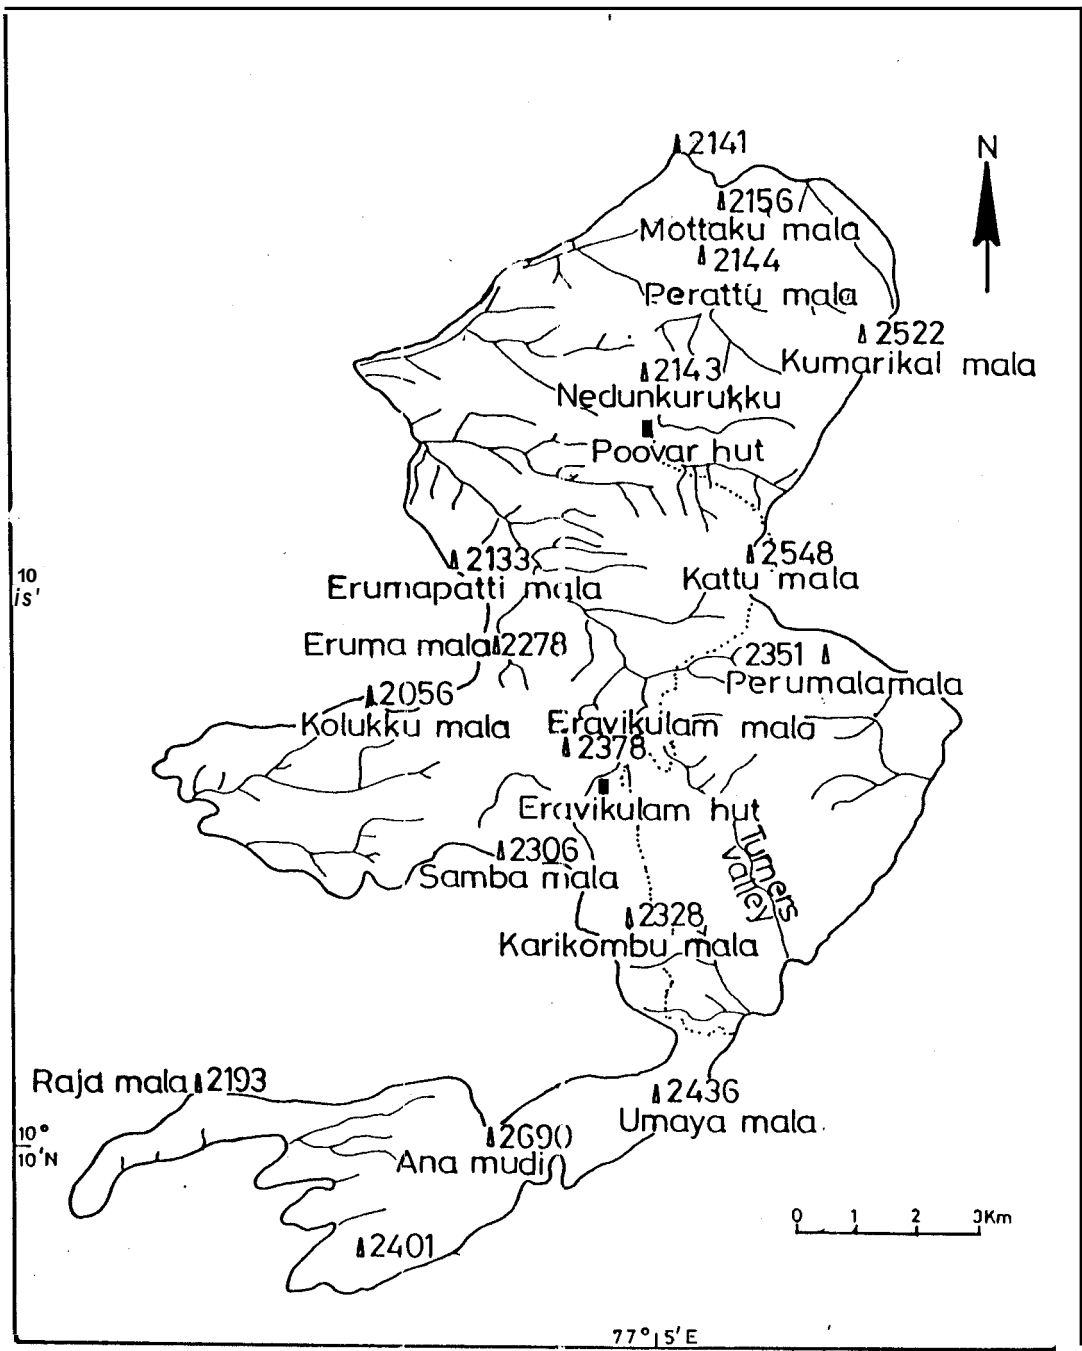 2141
N
2156
Mottaku mala
2144
Perattu mala
2522
Kumarikal mala
2143
Nedunkurukku
Poovar hut
2133
Erumapatti mala
2548
Kattu mala
10
is'
Eruma mala 2278
2351
Perumalamala
2056
Kolukku mala
Eravikulam mala
2378
Eravikulam hut
Turners
valley
2306
Samba mala
2328
Karikombu mala
Raja mala 2193
2436
Umaya mala
10°
10'N
2690
Ana mudi
0 1 2 3Km
2401
77° 5' E